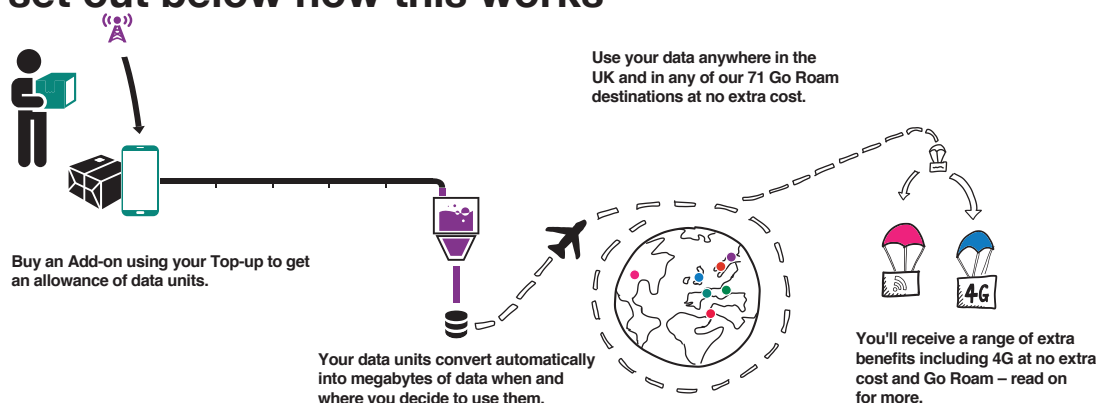 set out below how this works
Use your data anywhere in the
UK and in any of our 71 Go Roam
destinations at no extra cost.
Buy an Add-on using your Top-up to get
an allowance of data units.
Your data units convert automatically
into megabytes of data when and
where you decide to use them.
4G
You'll receive a range of extra
benefits including 4G at no extra
cost and Go Roam – read on
for more.